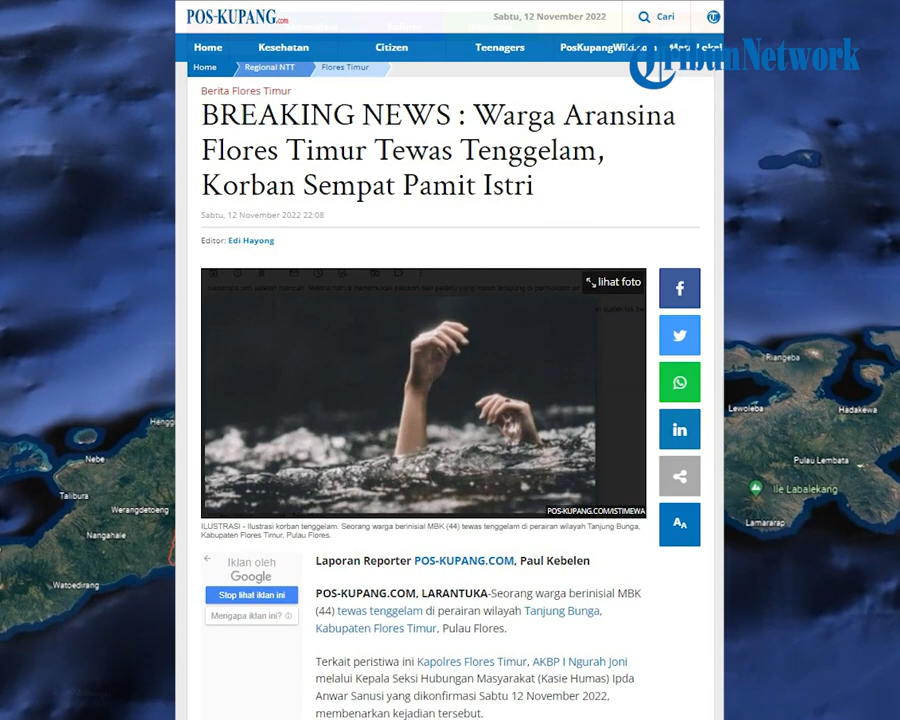 POS-KUPANG.com
Sabtu, 12 November 2022
Cari
Home
Kesehatan
Citizen
Teenagers
TribunNetwork
Home
Regional NTT
Flores Timur
Berita Flores Timur
BREAKING NEWS : Warga Aransina
Flores Timur Tewas Tenggelam,
Korban Sempat Pamit Istri
Sabtu, 12 November 2022 22:08
Editor: Edi Hayong
lihat foto
POS-KUPANG.COM/ISTIMEWA
ILUSTRASI - Ilustrasi korban tenggelam. Seorang warga berinisial MBK (44) tewas tenggelam di perairan wilayah Tanjung Bunga,
Kabupaten Flores Timur, Pulau Flores.
Iklan oleh
Google
Stop lihat iklan ini
Mengapa iklan ini?
Laporan Reporter POS-KUPANG.COM, Paul Kebelen
POS-KUPANG.COM, LARANTUKA-Seorang warga berinisial MBK
(44) tewas tenggelam di perairan wilayah Tanjung Bunga,
Kabupaten Flores Timur, Pulau Flores.
Terkait peristiwa ini Kapolres Flores Timur, AKBP I Ngurah Joni
melalui Kepala Seksi Hubungan Masyarakat (Kasie Humas) Ipda
Anwar Sanusi yang dikonfirmasi Sabtu 12 November 2022,
membenarkan kejadian tersebut.
Nebe
Talibura
Werangdetoeng
Nangahale
Watoedirang
Riangeba
Lewoleba
Hadakewa
Pulau Lembata
Ile Labalekang
Lamararap